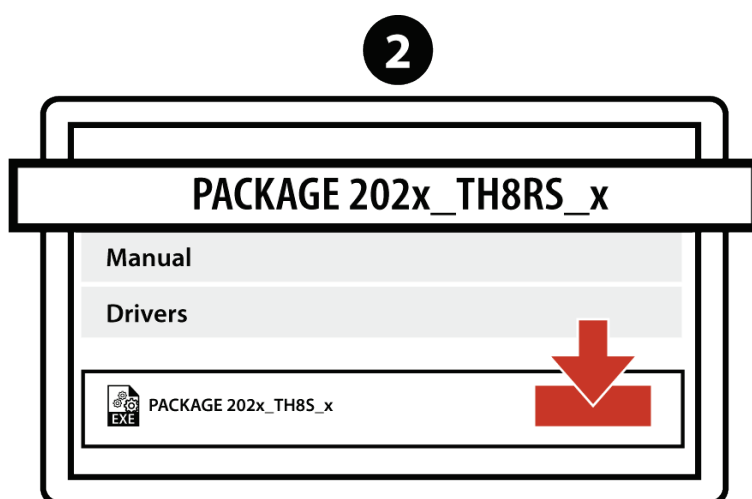 2
PACKAGE 202x_TH8RS_x
Manual
Drivers
EXE PACKAGE 202x_TH8S_x